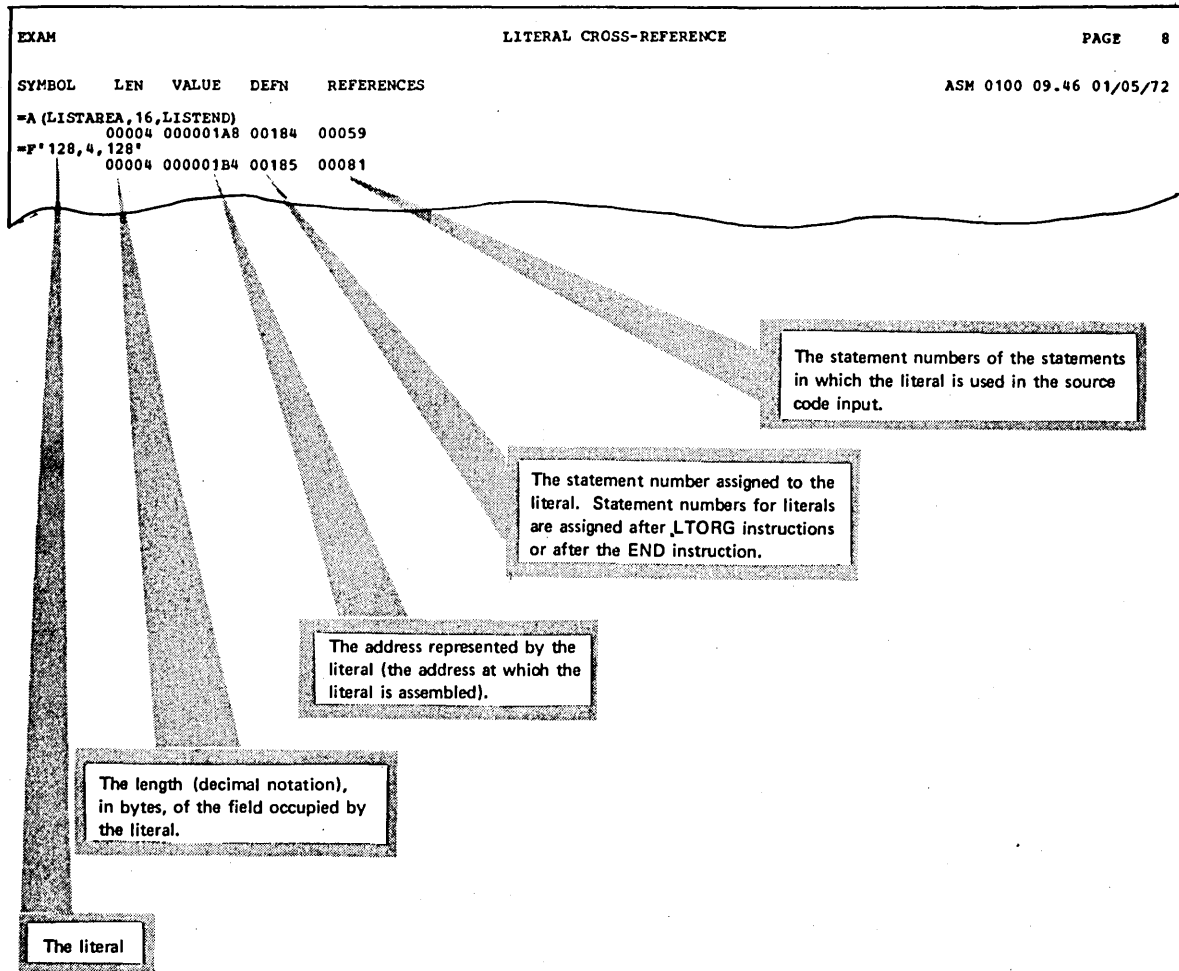 EXAM LITERAL CROSS-REFERENCE PAGE 8
SYMBOL LEN VALUE DEFN REFERENCES ASM 0100 09.46 01/05/72
=A(LISTAREA,16,LISTEND)
00004 000001A8 00184 00059
=F'128,4,128'
00004 000001B4 00185 00081
The statement numbers of the statements
in which the literal is used in the source
code input.
The statement number assigned to the
literal. Statement numbers for literals
are assigned after LTORG instructions
or after the END instruction.
The address represented by the
literal (the address at which the
literal is assembled).
The length (decimal notation),
in bytes, of the field occupied by
the literal.
The literal